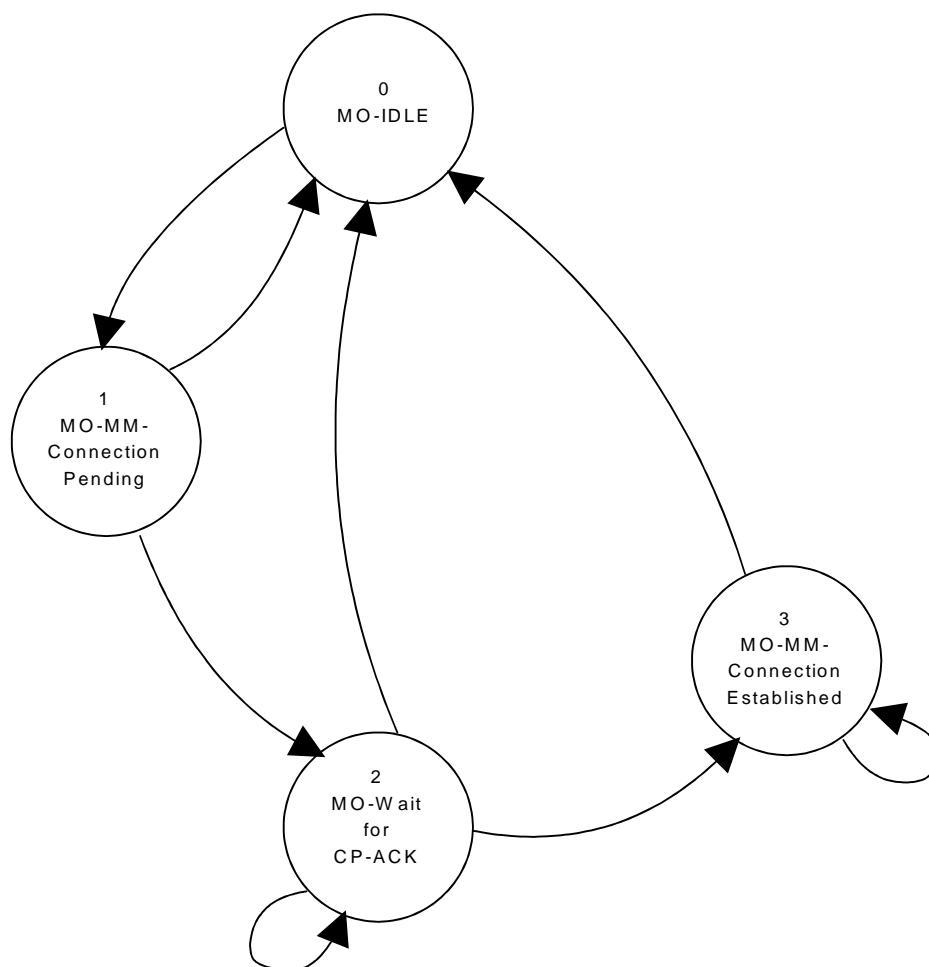 0
MO-IDLE
1
MO-MM-
Connection
Pending
3
MO-MM-
Connection
Established
2
MO-Wait
for
CP-ACK